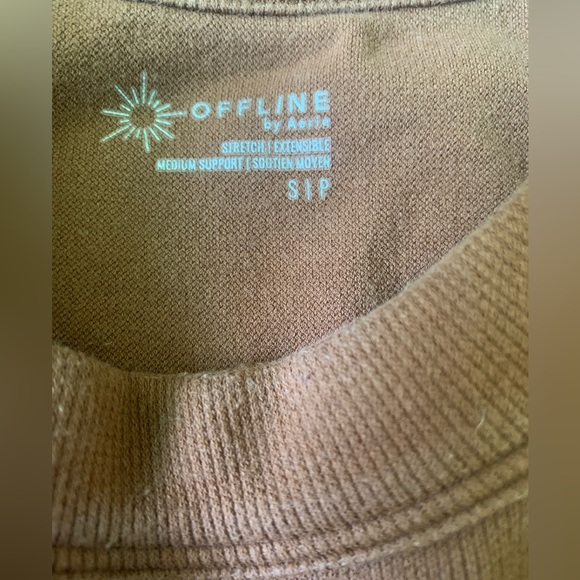 OFFLINE
by Aerie
STRETCH | EXTENSIBLE
MEDIUM SUPPORT | SOUTIEN MOYEN
S | P